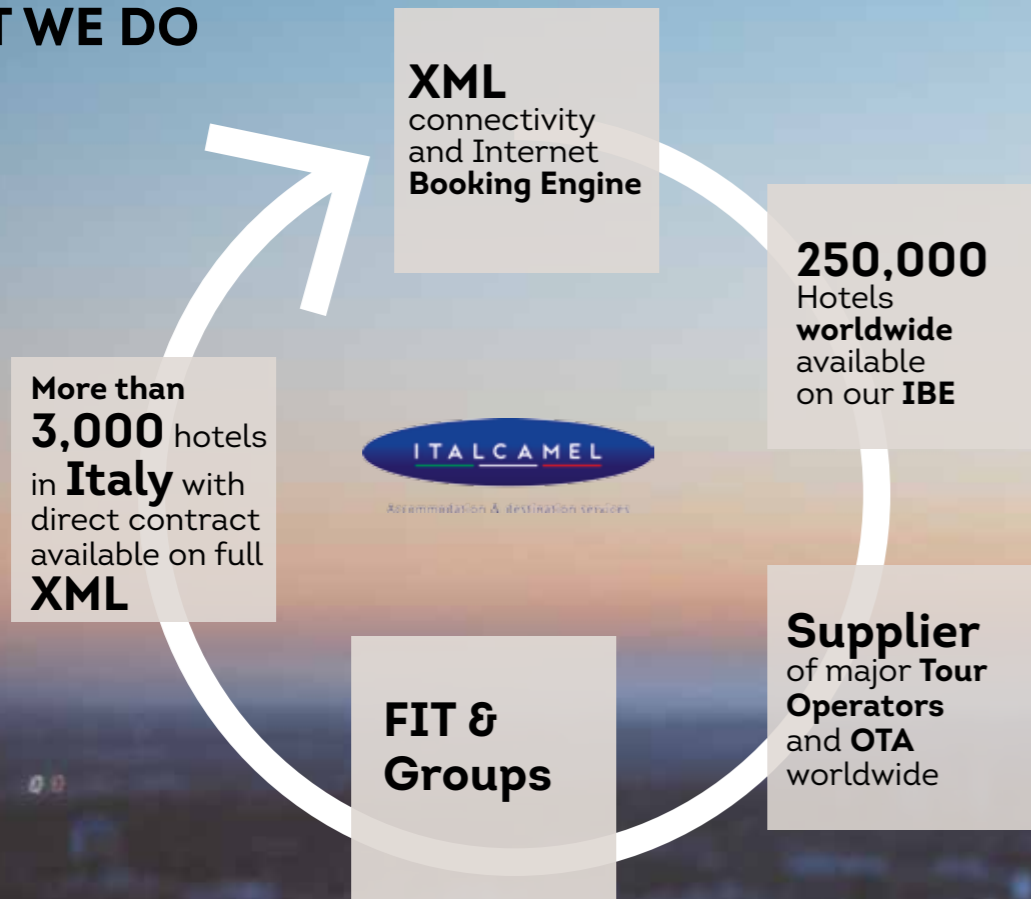 T WE DO
XML
connectivity
and Internet
Booking Engine
250,000
Hotels
worldwide
available
on our IBE
Supplier
of major Tour
Operators
and OTA
worldwide
FIT &
Groups
More than
3,000 hotels
in Italy with
direct contract
available on full
XML
ITALCAMEL
Accommodation & destination services